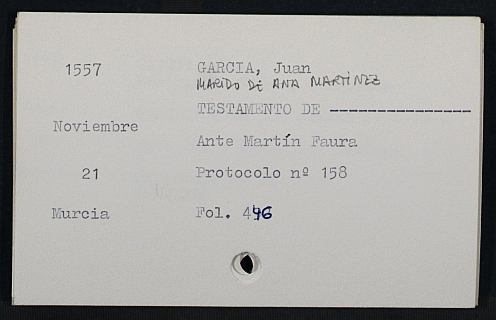 1557 GARCIA, Juan
MARIDO DE ANA MARTINEZ
TESTAMENTO DE ---------------
Noviembre
Ante Martín Faura
21 Protocolo nº 158
Murcia Fol. 496